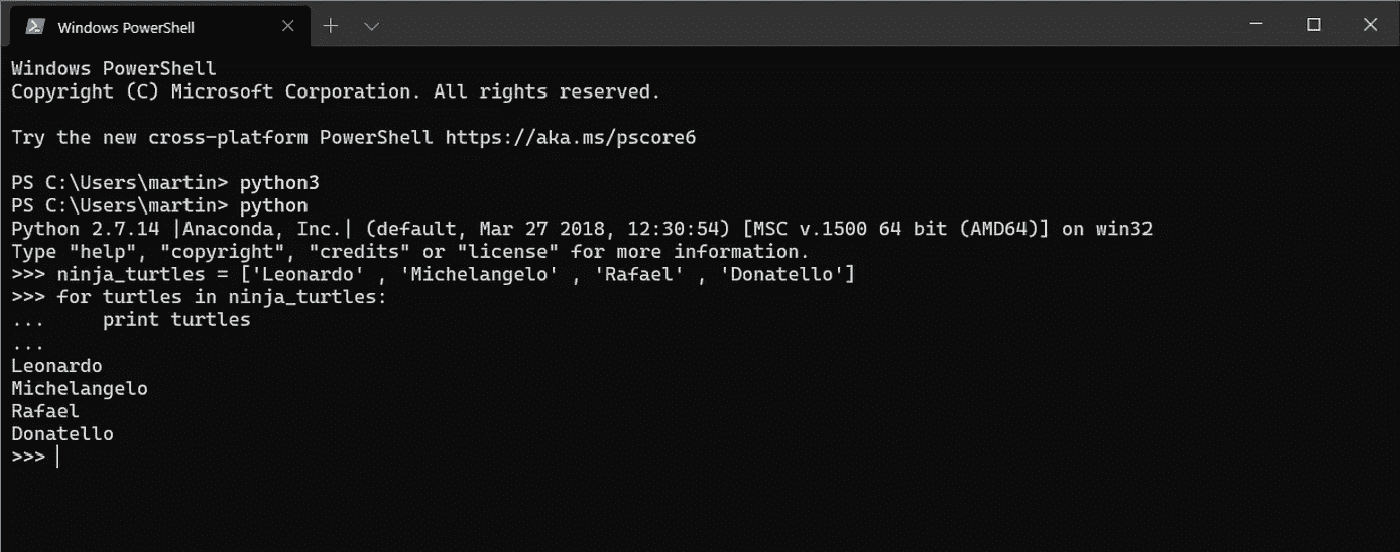 Windows PowerShell
Windows PowerShell
Copyright (C) Microsoft Corporation. All rights reserved.
Try the new cross-platform PowerShell https://aka.ms/pscore6
PS C:\Users\martin> python3
PS C:\Users\martin> python
Python 2.7.14 |Anaconda, Inc.| (default, Mar 27 2018, 12:30:54) [MSC v.1500 64 bit (AMD64)] on win32
Type "help", "copyright", "credits" or "license" for more information.
>>> ninja_turtles = ['Leonardo' , 'Michelangelo' , 'Rafael' , 'Donatello']
>>> for turtles in ninja_turtles:
...     print turtles
...
Leonardo
Michelangelo
Rafael
Donatello
>>>